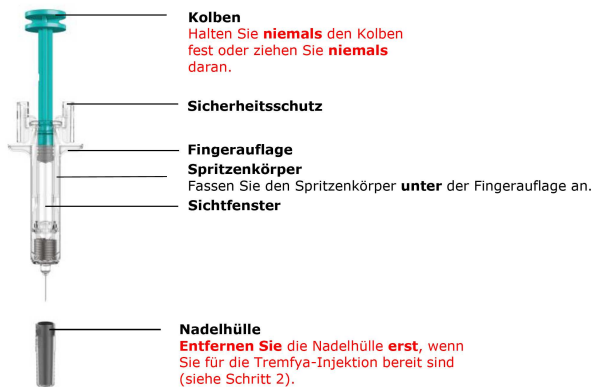 Kolben
Halten Sie niemals den Kolben
fest oder ziehen Sie niemals
daran.
Sicherheitsschutz
Fingerauflage
Spritzenkörper
Fassen Sie den Spritzenkörper unter der Fingerauflage an.
Sichtfenster
Nadelhülle
Entfernen Sie die Nadelhülle erst, wenn
Sie für die Tremfya-Injektion bereit sind
(siehe Schritt 2).